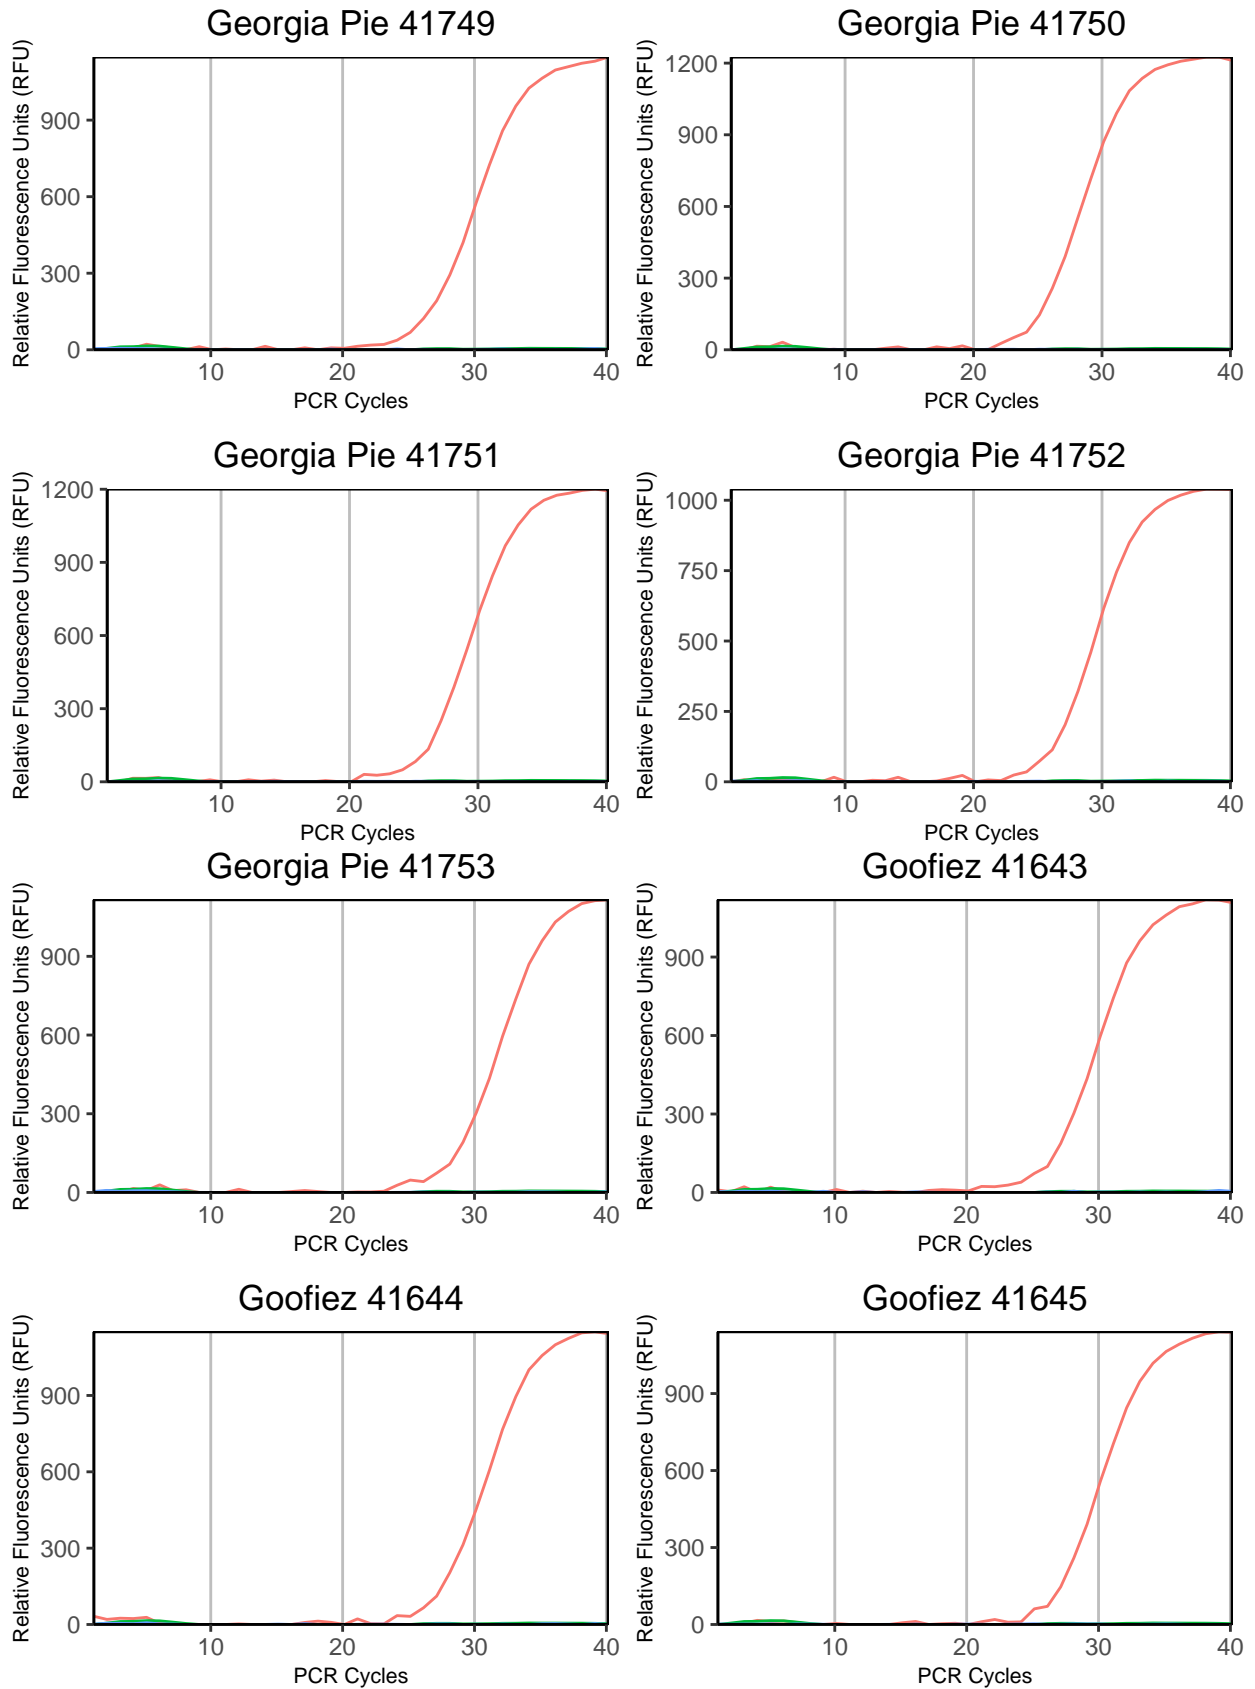 Georgia Pie 41749
Relative Fluorescence Units (RFU)
900
600
300
0
10 20 30 40
PCR Cycles
Georgia Pie 41750
Relative Fluorescence Units (RFU)
1200
900
600
300
0
10 20 30 40
PCR Cycles
Georgia Pie 41751
Relative Fluorescence Units (RFU)
1200
900
600
300
0
10 20 30 40
PCR Cycles
Georgia Pie 41752
Relative Fluorescence Units (RFU)
1000
750
500
250
0
10 20 30 40
PCR Cycles
Georgia Pie 41753
Relative Fluorescence Units (RFU)
900
600
300
0
10 20 30 40
PCR Cycles
Goofiez 41643
Relative Fluorescence Units (RFU)
900
600
300
0
10 20 30 40
PCR Cycles
Goofiez 41644
Relative Fluorescence Units (RFU)
900
600
300
0
10 20 30 40
PCR Cycles
Goofiez 41645
Relative Fluorescence Units (RFU)
900
600
300
0
10 20 30 40
PCR Cycles